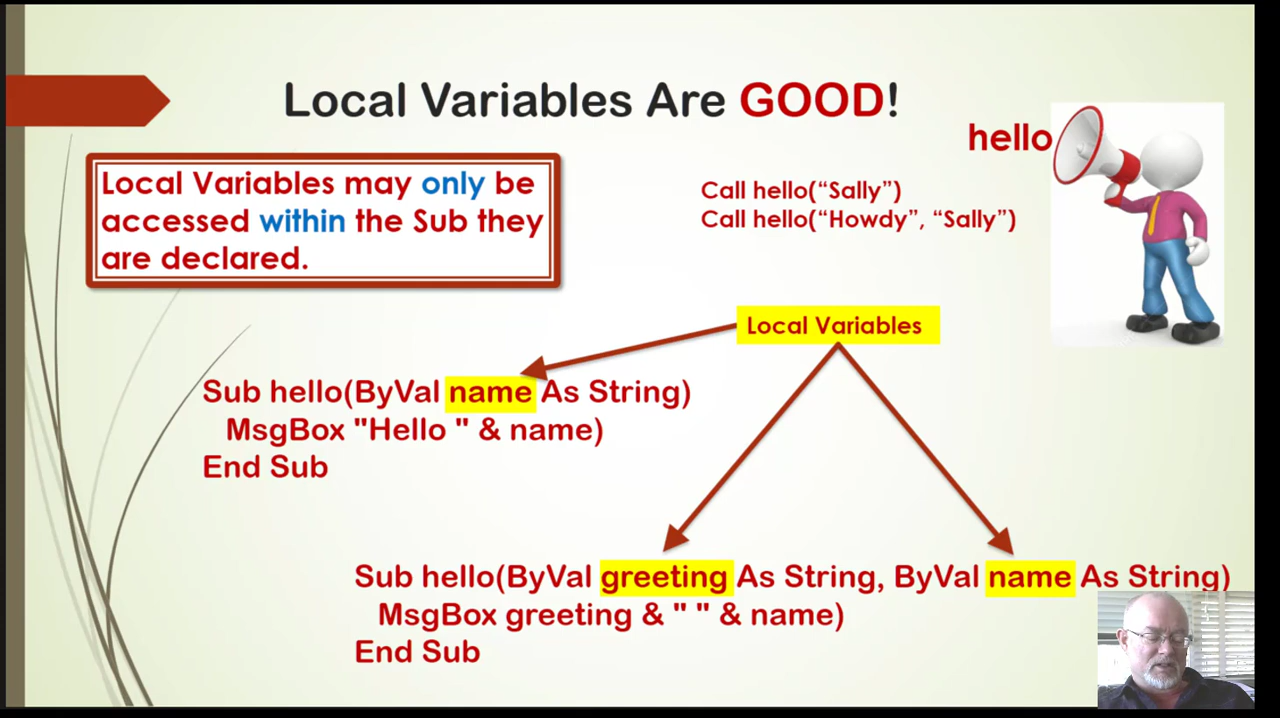 Local Variables Are GOOD!
hello
Local Variables may only be
accessed within the Sub they
are declared.
Call hello(“Sally”)
Call hello(“Howdy”, “Sally”)
Local Variables
Sub hello(ByVal name As String)
MsgBox "Hello " & name)
End Sub
Sub hello(ByVal greeting As String, ByVal name As String)
MsgBox greeting & " " & name)
End Sub